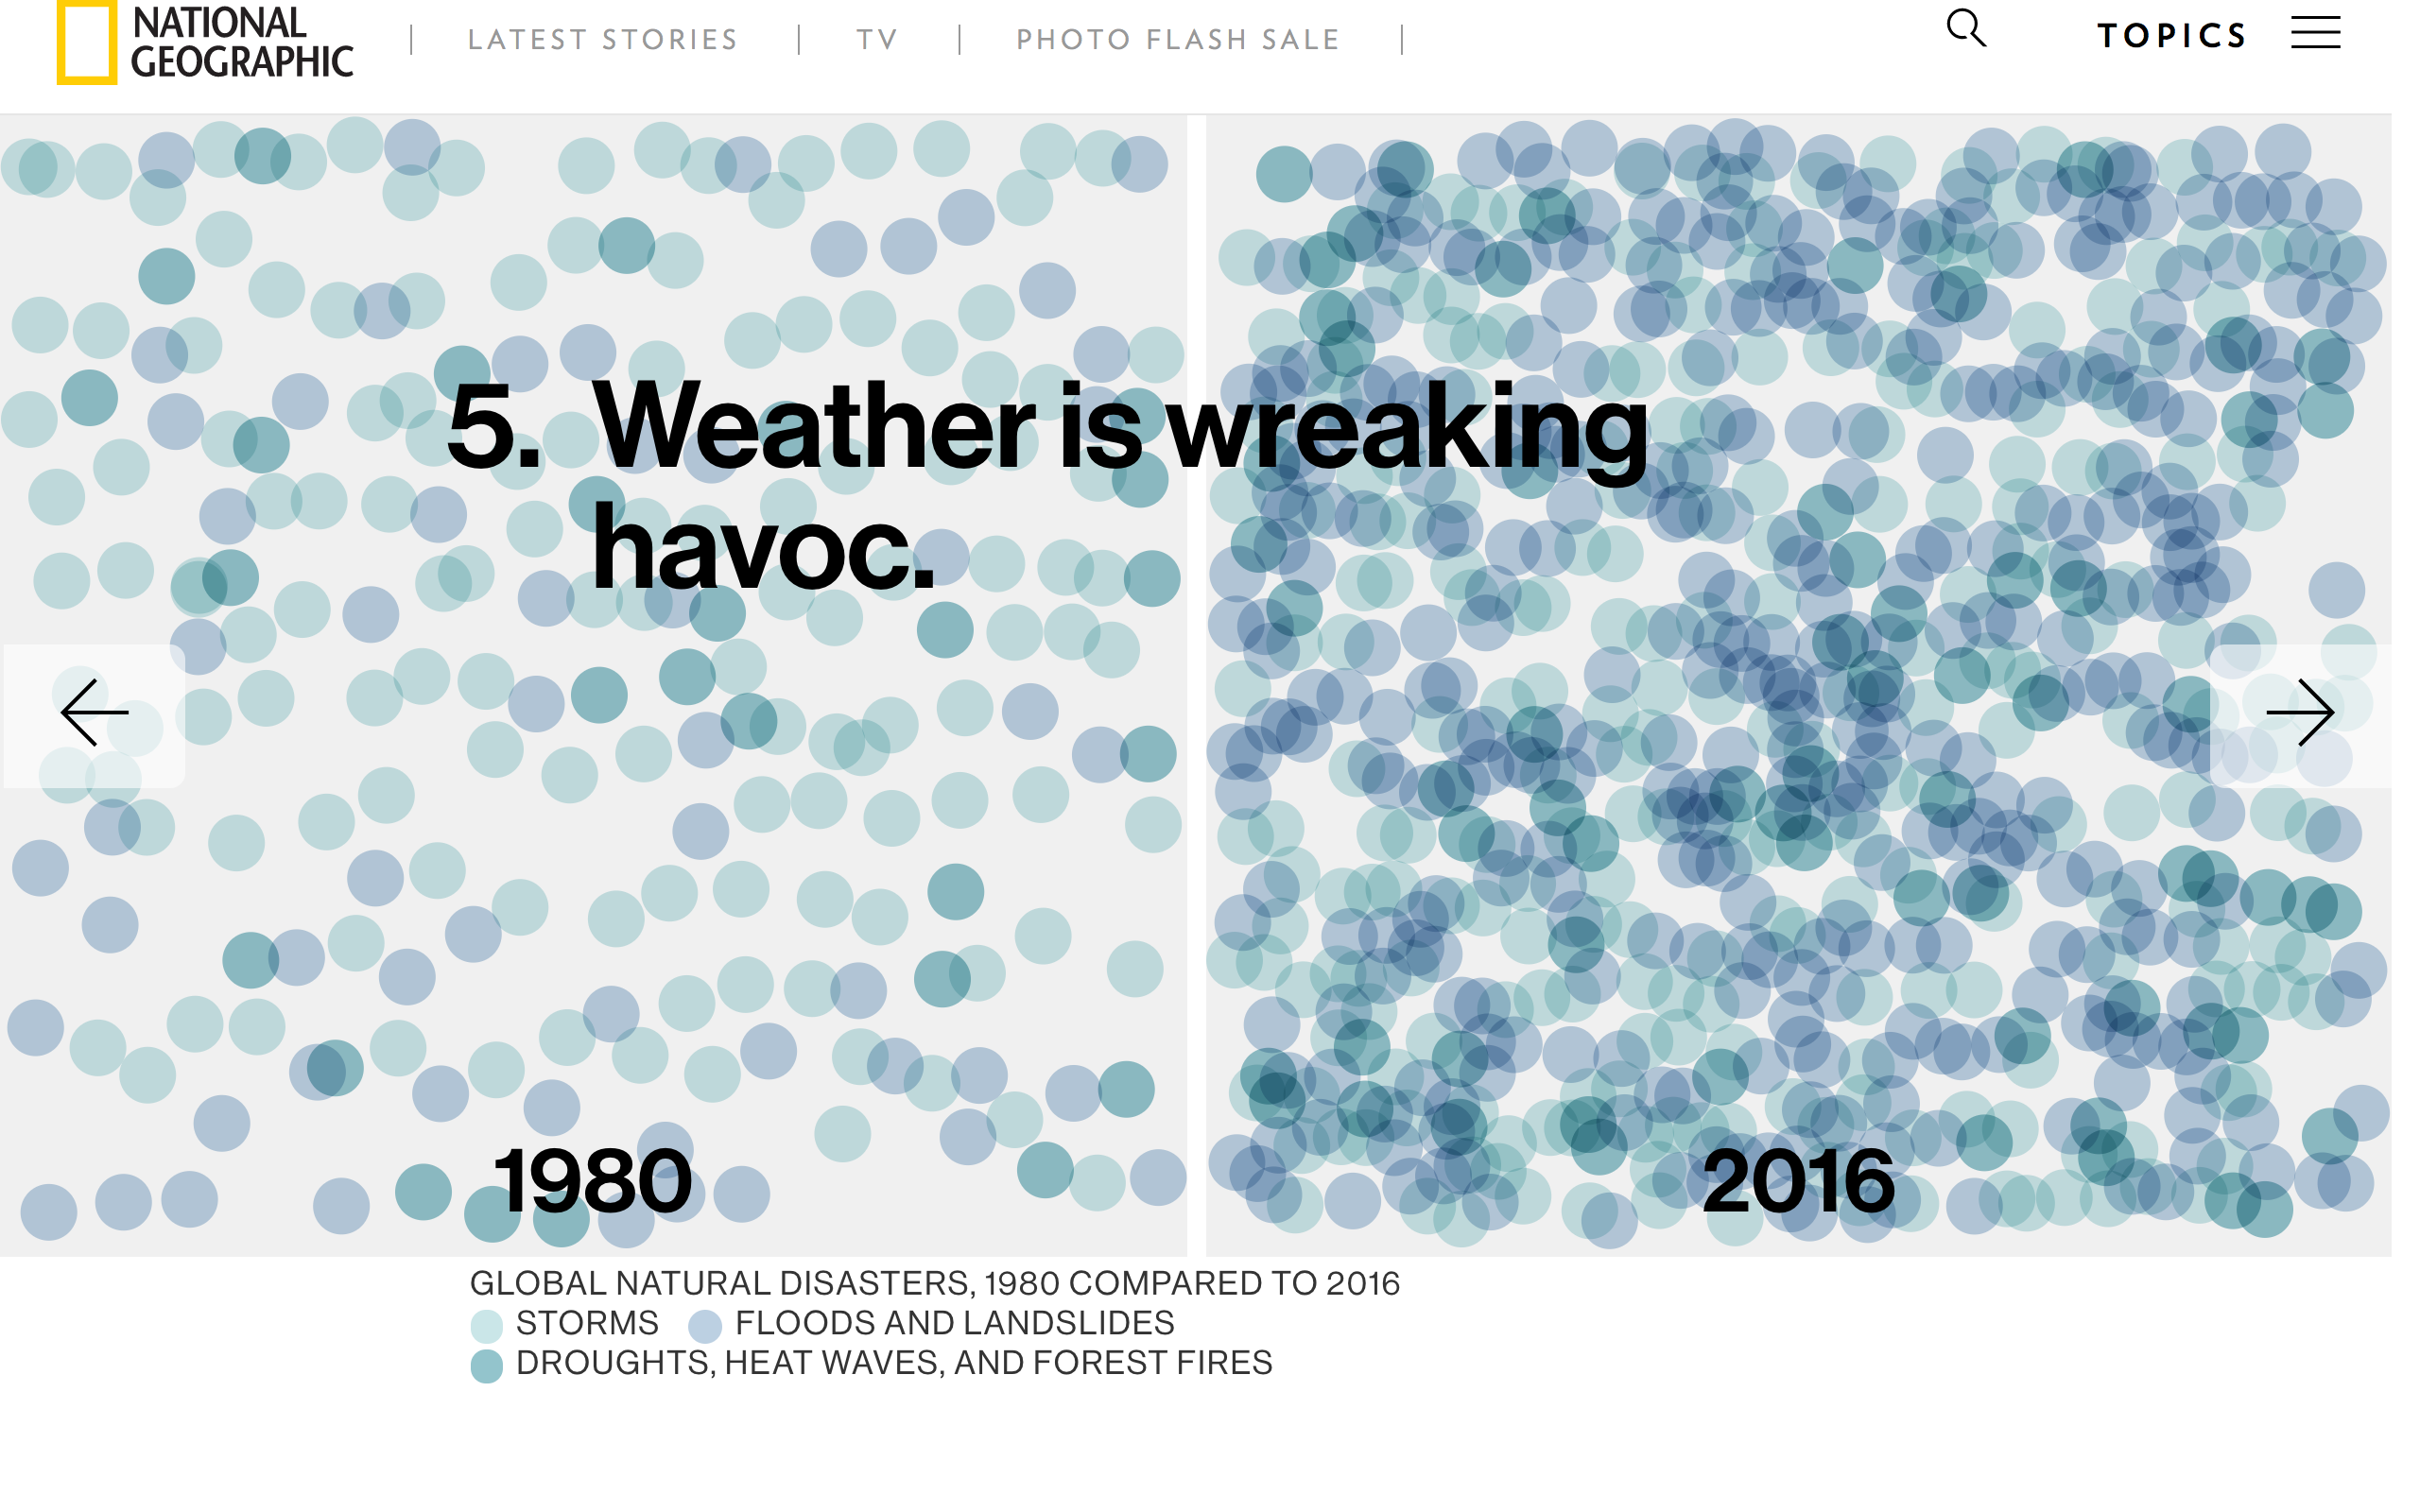 NATIONAL
GEOGRAPHIC
LATEST STORIES
TV
PHOTO FLASH SALE
TOPICS
5. Weather is wreaking
havoc.
1980
2016
GLOBAL NATURAL DISASTERS, 1980 COMPARED TO 2016
STORMS FLOODS AND LANDSLIDES
DROUGHTS, HEAT WAVES, AND FOREST FIRES